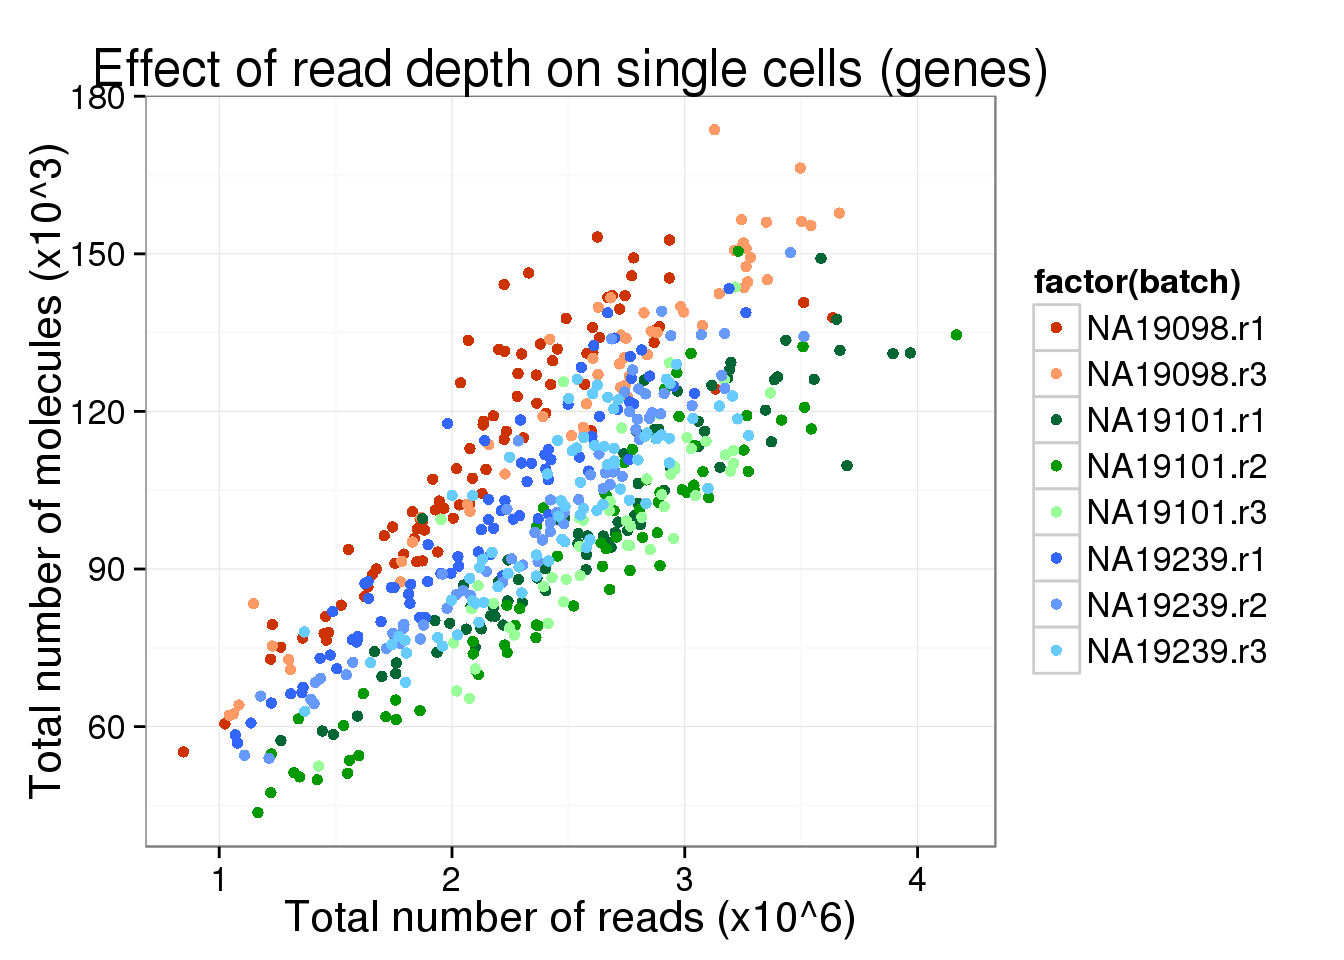 Effect of read depth on single cells (genes)
180
150
120
90
60
Total number of molecules (x10^3)
1 2 3 4
Total number of reads (x10^6)
factor(batch)
NA19098.r1
NA19098.r3
NA19101.r1
NA19101.r2
NA19101.r3
NA19239.r1
NA19239.r2
NA19239.r3